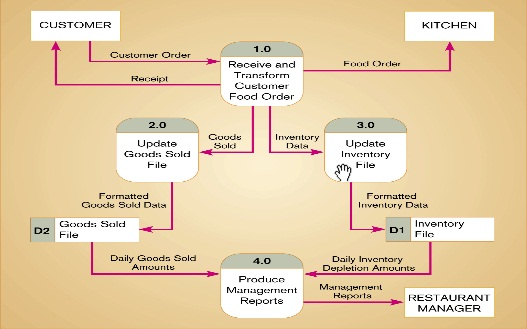 CUSTOMER
KITCHEN
Customer Order
Receipt
1.0
Receive and
Transform
Customer
Food Order
Food Order
2.0
Update
Goods Sold
File
Goods
Sold
Inventory
Data
3.0
Update
Inventory
File
Formatted
Goods Sold Data
Formatted
Inventory Data
D2
Goods Sold
File
D1
Inventory
File
Daily Goods Sold
Amounts
4.0
Produce
Management
Reports
Daily Inventory
Depletion Amounts
Management
Reports
RESTAURANT
MANAGER